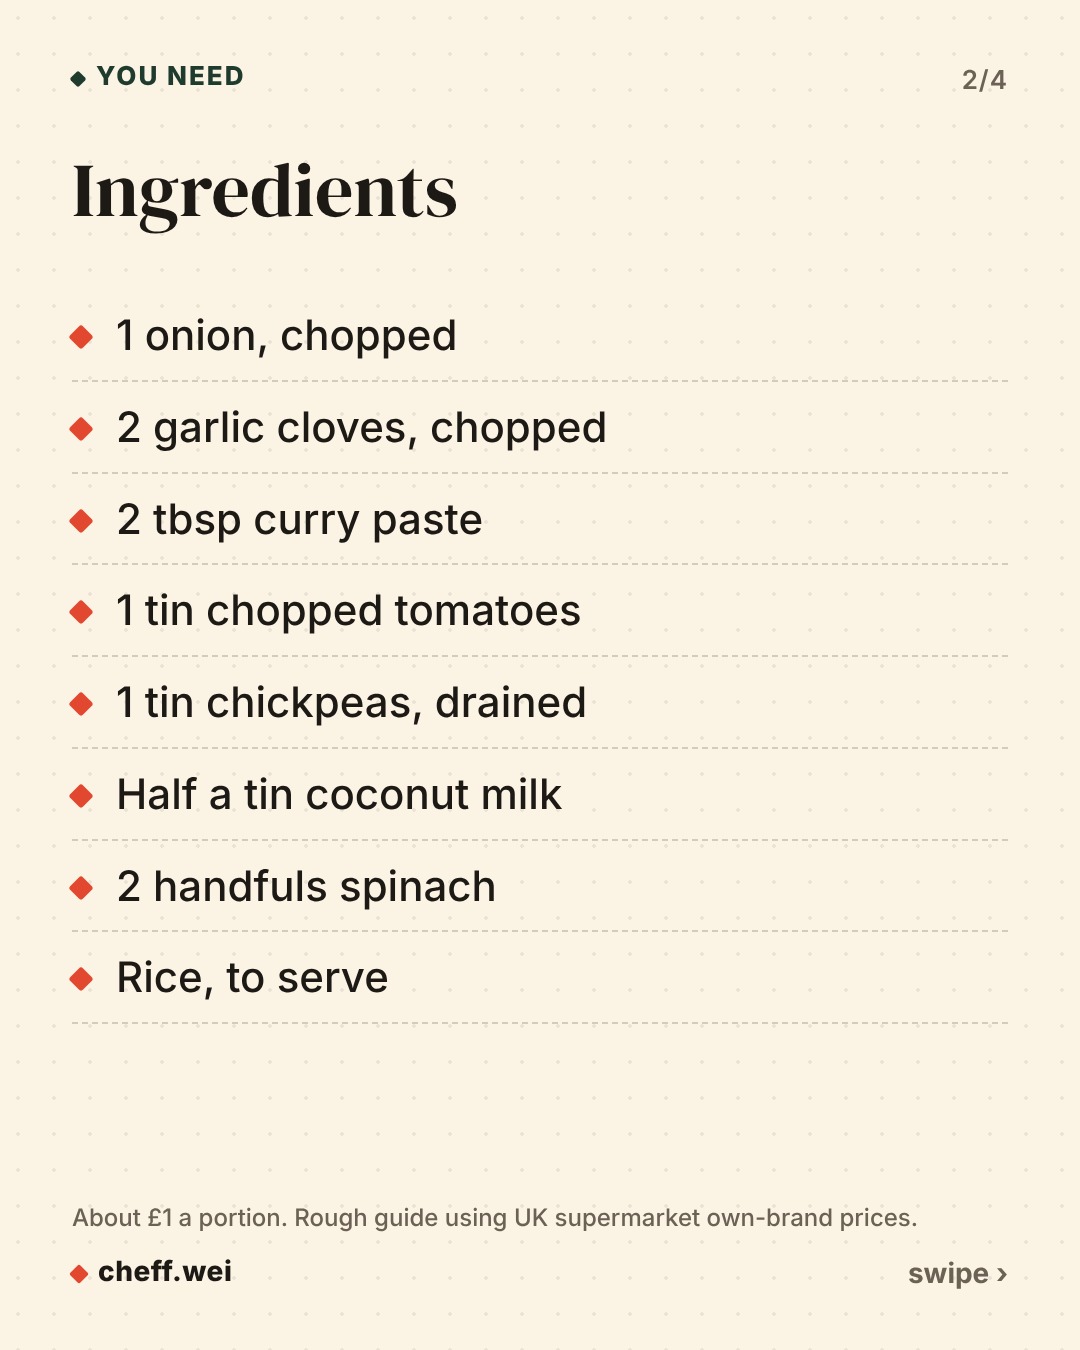 YOU NEED
2/4
Ingredients
1 onion, chopped
2 garlic cloves, chopped
2 tbsp curry paste
1 tin chopped tomatoes
1 tin chickpeas, drained
Half a tin coconut milk
2 handfuls spinach
Rice, to serve
About £1 a portion. Rough guide using UK supermarket own-brand prices.
cheff.wei
swipe ›